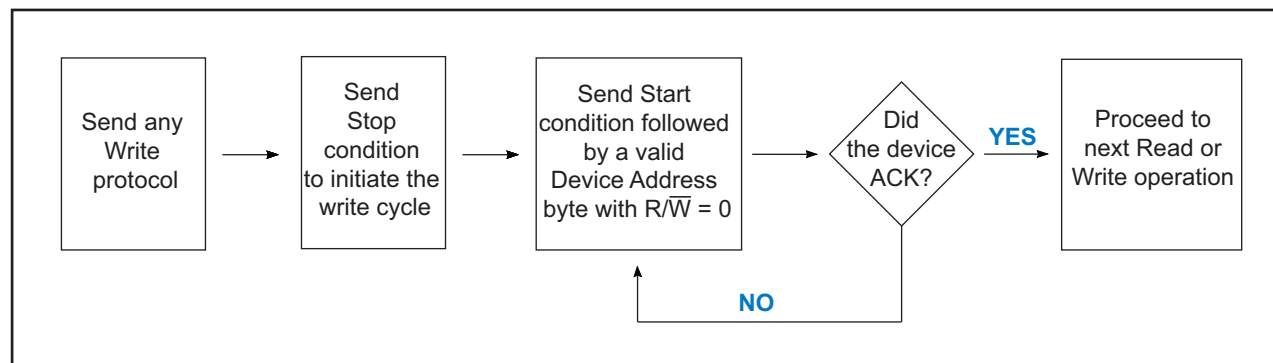 Send any
Write
protocol
Send
Stop
condition
to initiate the
write cycle
Send Start
condition followed
by a valid
Device Address
byte with R/W̅ = 0
Did
the device
ACK?
YES
NO
Proceed to
next Read or
Write operation